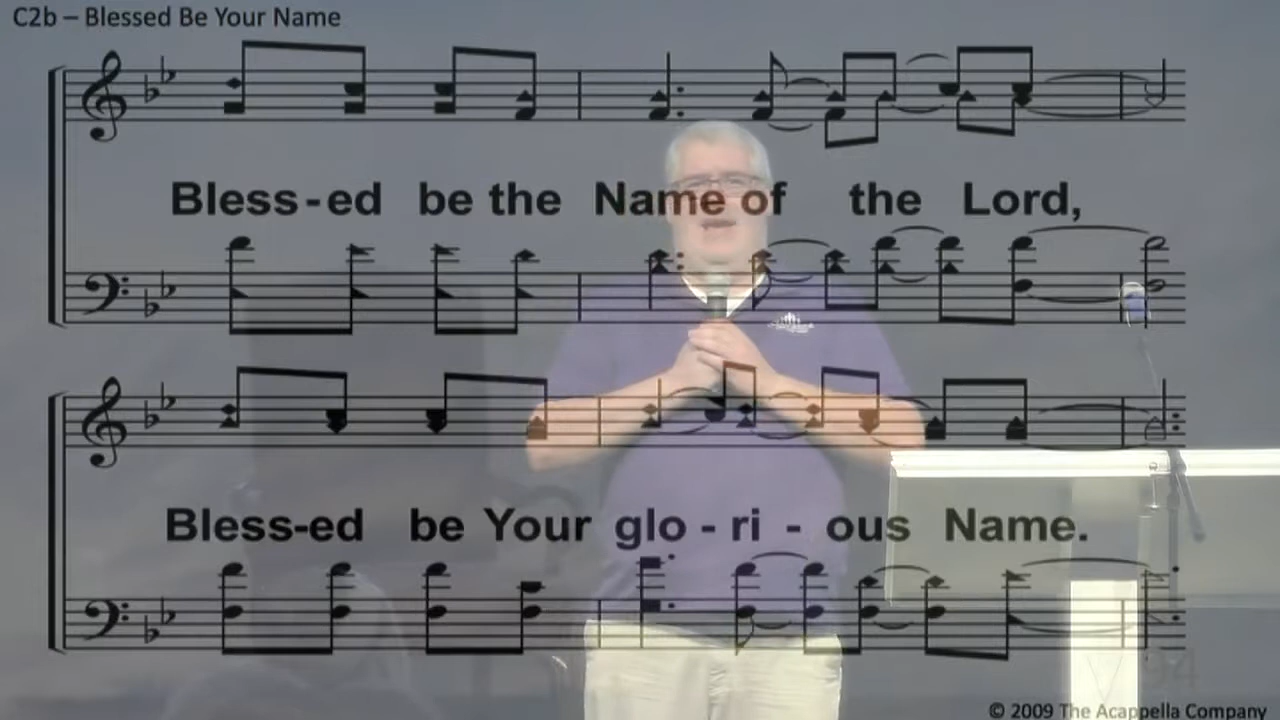 C2b – Blessed Be Your Name
Bless-ed be the Name of the Lord,
Bless-ed be Your glo - ri - ous Name.
© 2009 The Acappella Company